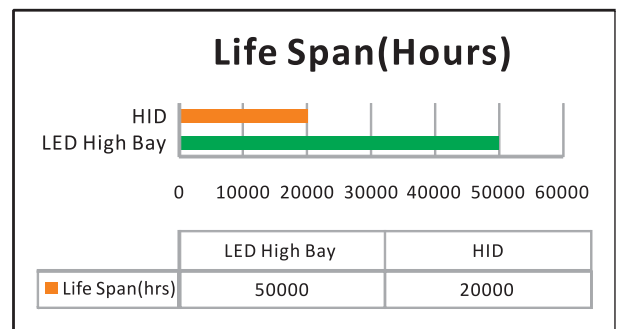 Life Span(Hours)
HID
LED High Bay
0 10000 20000 30000 40000 50000 60000
LED High Bay HID
Life Span(hrs) 50000 20000